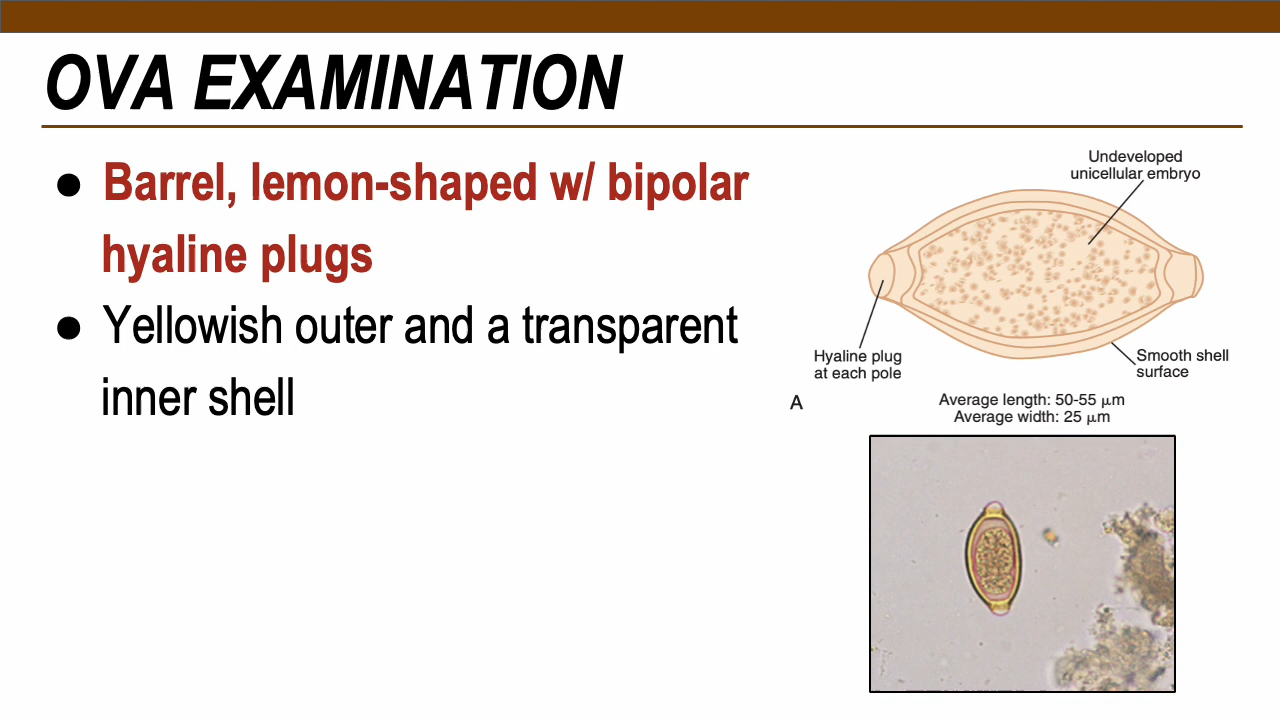 OVA EXAMINATION
● Barrel, lemon-shaped w/ bipolar
hyaline plugs
● Yellowish outer and a transparent
inner shell
Undeveloped
unicellular embryo
Hyaline plug
at each pole
Smooth shell
surface
A
Average length: 50-55 μm
Average width: 25 μm